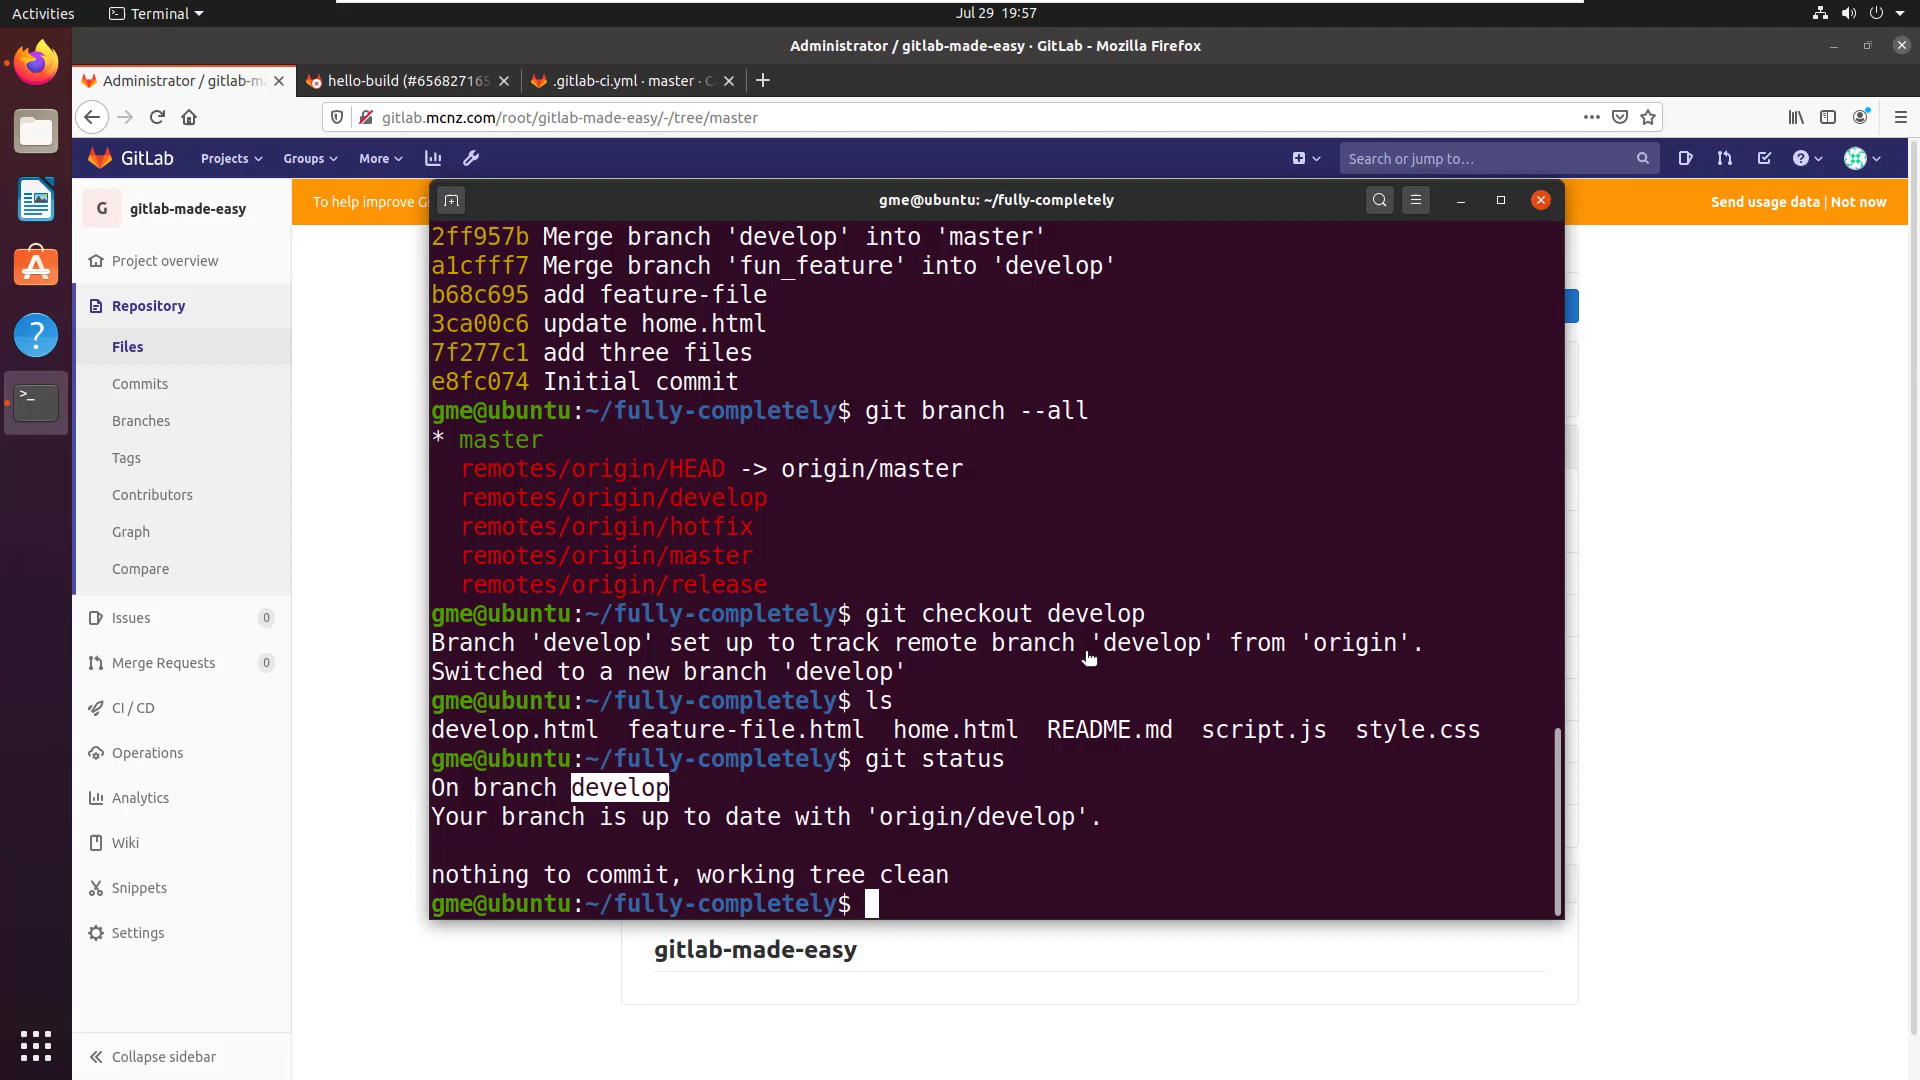 Activities
Terminal
Jul 29 19:57
Administrator / gitlab-made-easy · GitLab - Mozilla Firefox
Administrator / gitlab-m
hello-build (#65682716
.gitlab-ci.yml · master ·
gitlab.mcnz.com/root/gitlab-made-easy/-/tree/master
GitLab
Projects
Groups
More
Search or jump to...
G
gitlab-made-easy
To help improve G
Send usage data | Not now
Project overview
Repository
Files
Commits
Branches
Tags
Contributors
Graph
Compare
Issues 0
Merge Requests 0
CI / CD
Operations
Analytics
Wiki
Snippets
Settings
Collapse sidebar
gme@ubuntu: ~/fully-completely
2ff957b Merge branch 'develop' into 'master'
a1cfff7 Merge branch 'fun_feature' into 'develop'
b68c695 add feature-file
3ca00c6 update home.html
7f277c1 add three files
e8fc074 Initial commit
gme@ubuntu:~/fully-completely$ git branch --all
* master
remotes/origin/HEAD -> origin/master
remotes/origin/develop
remotes/origin/hotfix
remotes/origin/master
remotes/origin/release
gme@ubuntu:~/fully-completely$ git checkout develop
Branch 'develop' set up to track remote branch 'develop' from 'origin'.
Switched to a new branch 'develop'
gme@ubuntu:~/fully-completely$ ls
develop.html feature-file.html home.html README.md script.js style.css
gme@ubuntu:~/fully-completely$ git status
On branch develop
Your branch is up to date with 'origin/develop'.
nothing to commit, working tree clean
gme@ubuntu:~/fully-completely$
gitlab-made-easy